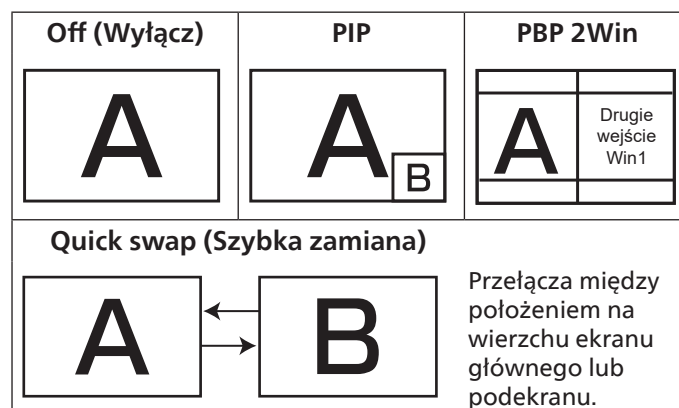 Off (Wyłącz)
PIP
PBP 2Win
A
A
B
A
Drugie
wejście
Win1
Quick swap (Szybka zamiana)
A
B
Przełącza między
położeniem na
wierzchu ekranu
głównego lub
podekranu.